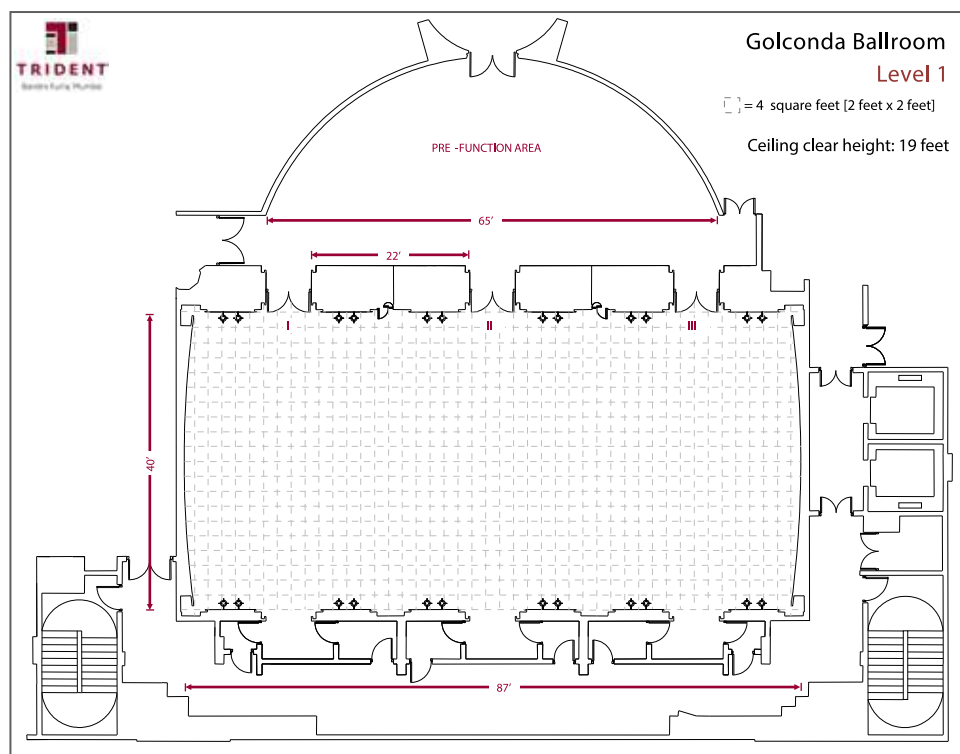 TRIDENT
Bandra Kurla, Mumbai
Golconda Ballroom
Level 1
= 4 square feet [2 feet x 2 feet]
Ceiling clear height: 19 feet
PRE -FUNCTION AREA
65'
22'
I
II
III
40'
87'